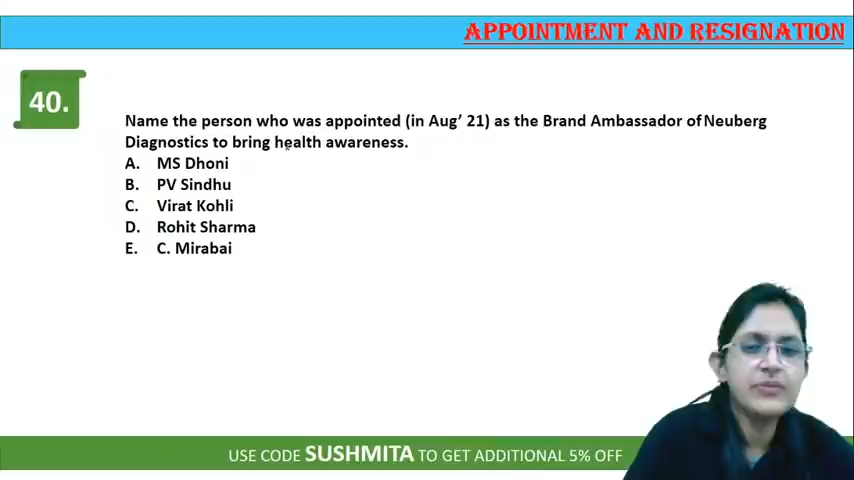 APPOINTMENT AND RESIGNATION
40.
Name the person who was appointed (in Aug’ 21) as the Brand Ambassador of Neuberg
Diagnostics to bring health awareness.
A. MS Dhoni
B. PV Sindhu
C. Virat Kohli
D. Rohit Sharma
E. C. Mirabai
USE CODE SUSHMITA TO GET ADDITIONAL 5% OFF